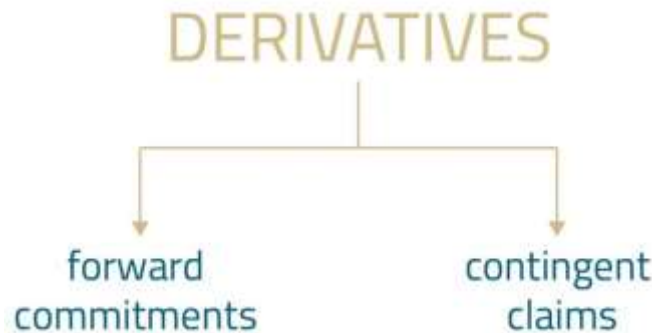 DERIVATIVES
forward
commitments
contingent
claims